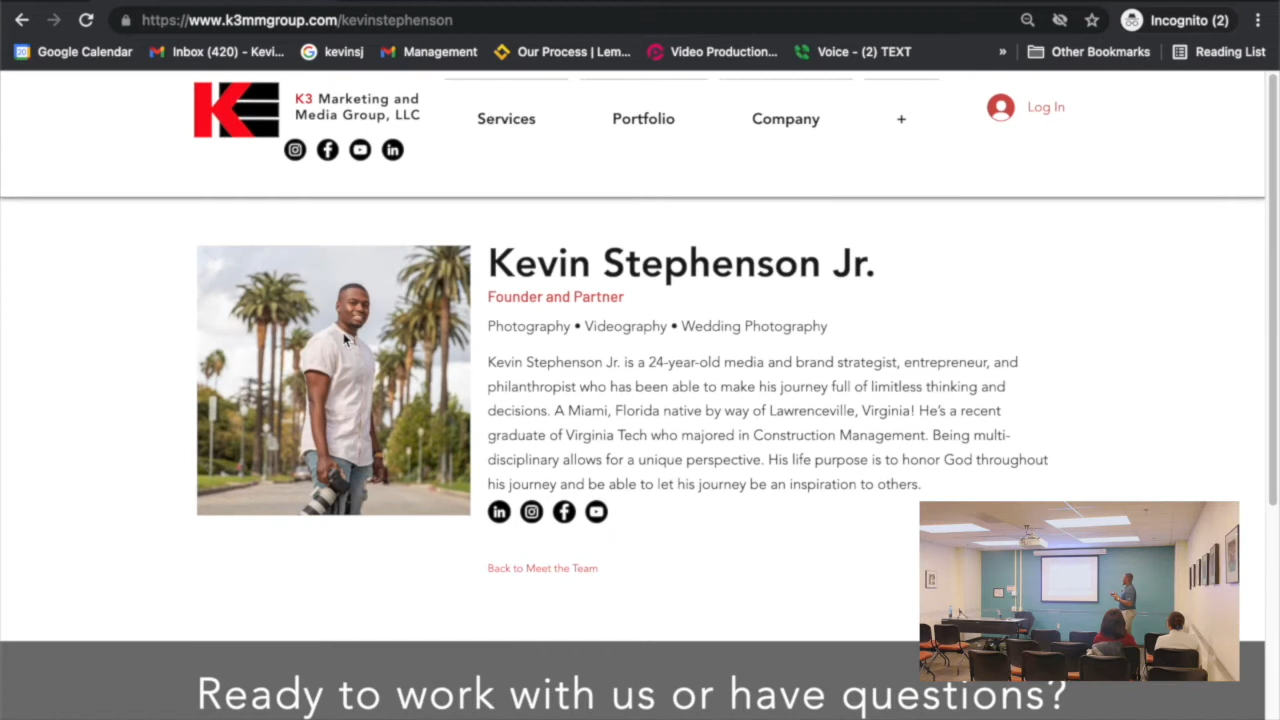 https://www.k3mmgroup.com/kevinstephenson
Incognito (2)
20 Google Calendar
Inbox (420) - Kevi...
kevinsj
Management
Our Process | Lem...
Video Production...
Voice - (2) TEXT
»
Other Bookmarks
Reading List
K3 Marketing and
Media Group, LLC
Services
Portfolio
Company
+
Log In
Kevin Stephenson Jr.
Founder and Partner
Photography • Videography • Wedding Photography
Kevin Stephenson Jr. is a 24-year-old media and brand strategist, entrepreneur, and
philanthropist who has been able to make his journey full of limitless thinking and
decisions. A Miami, Florida native by way of Lawrenceville, Virginia! He's a recent
graduate of Virginia Tech who majored in Construction Management. Being multi-
disciplinary allows for a unique perspective. His life purpose is to honor God throughout
his journey and be able to let his journey be an inspiration to others.
Back to Meet the Team
Ready to work with us or have questions?